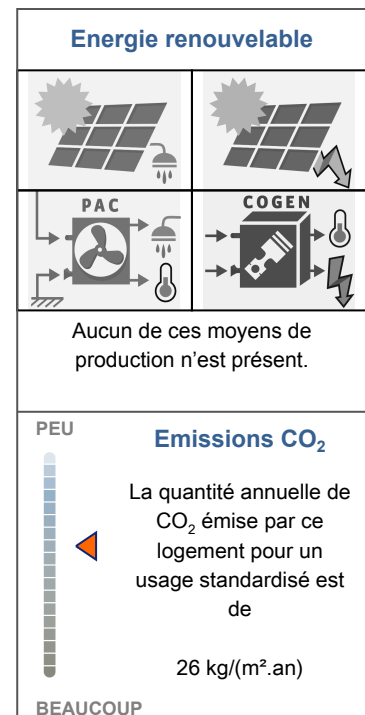 Energie renouvelable
PAC
COGEN
Aucun de ces moyens de
production n'est présent.
PEU
Emissions CO₂
La quantité annuelle de
CO₂ émise par ce
logement pour un
usage standardisé est
de
26 kg/(m².an)
BEAUCOUP